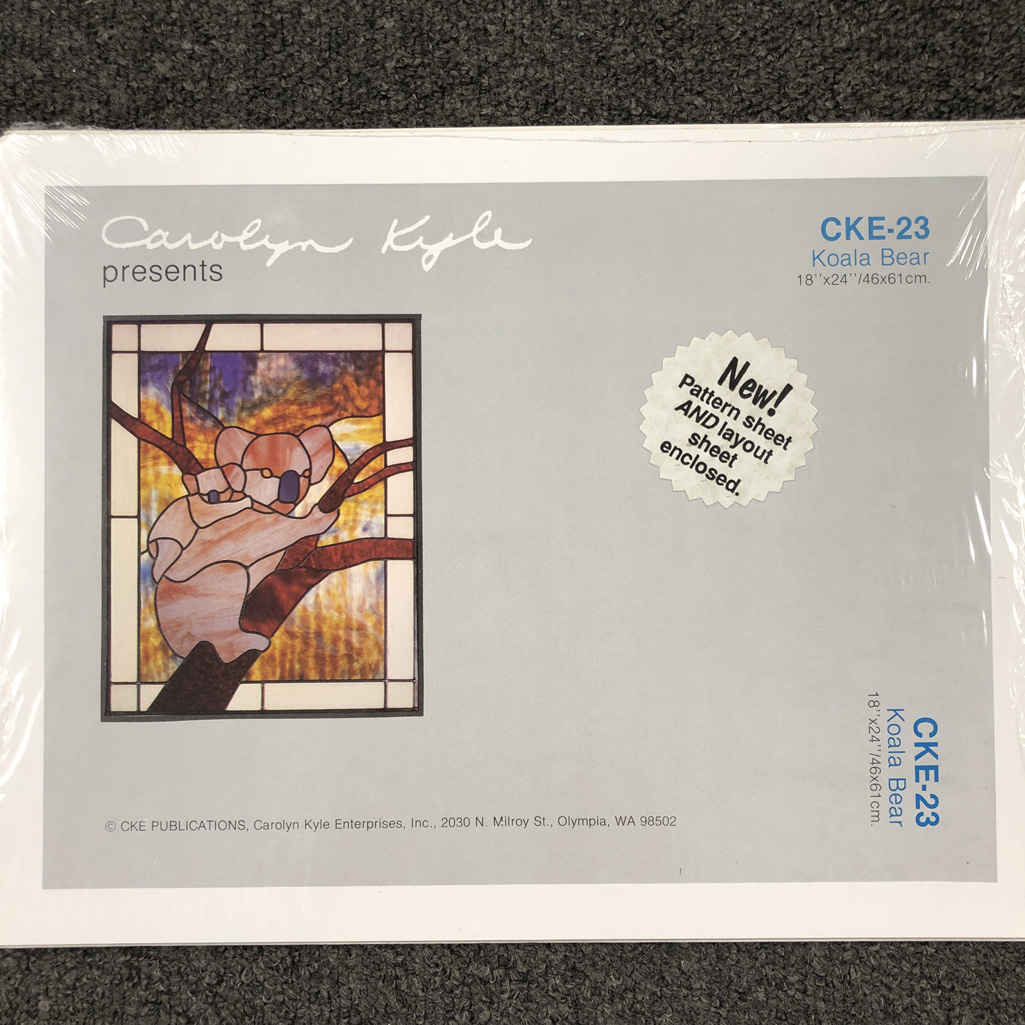 Carolyn Kyle
presents
CKE-23
Koala Bear
18''x24''/46x61cm.
New!
Pattern sheet
AND layout
sheet
enclosed.
CKE-23
Koala Bear
18''x24''/46x61cm.
© CKE PUBLICATIONS, Carolyn Kyle Enterprises, Inc., 2030 N. Milroy St., Olympia, WA 98502